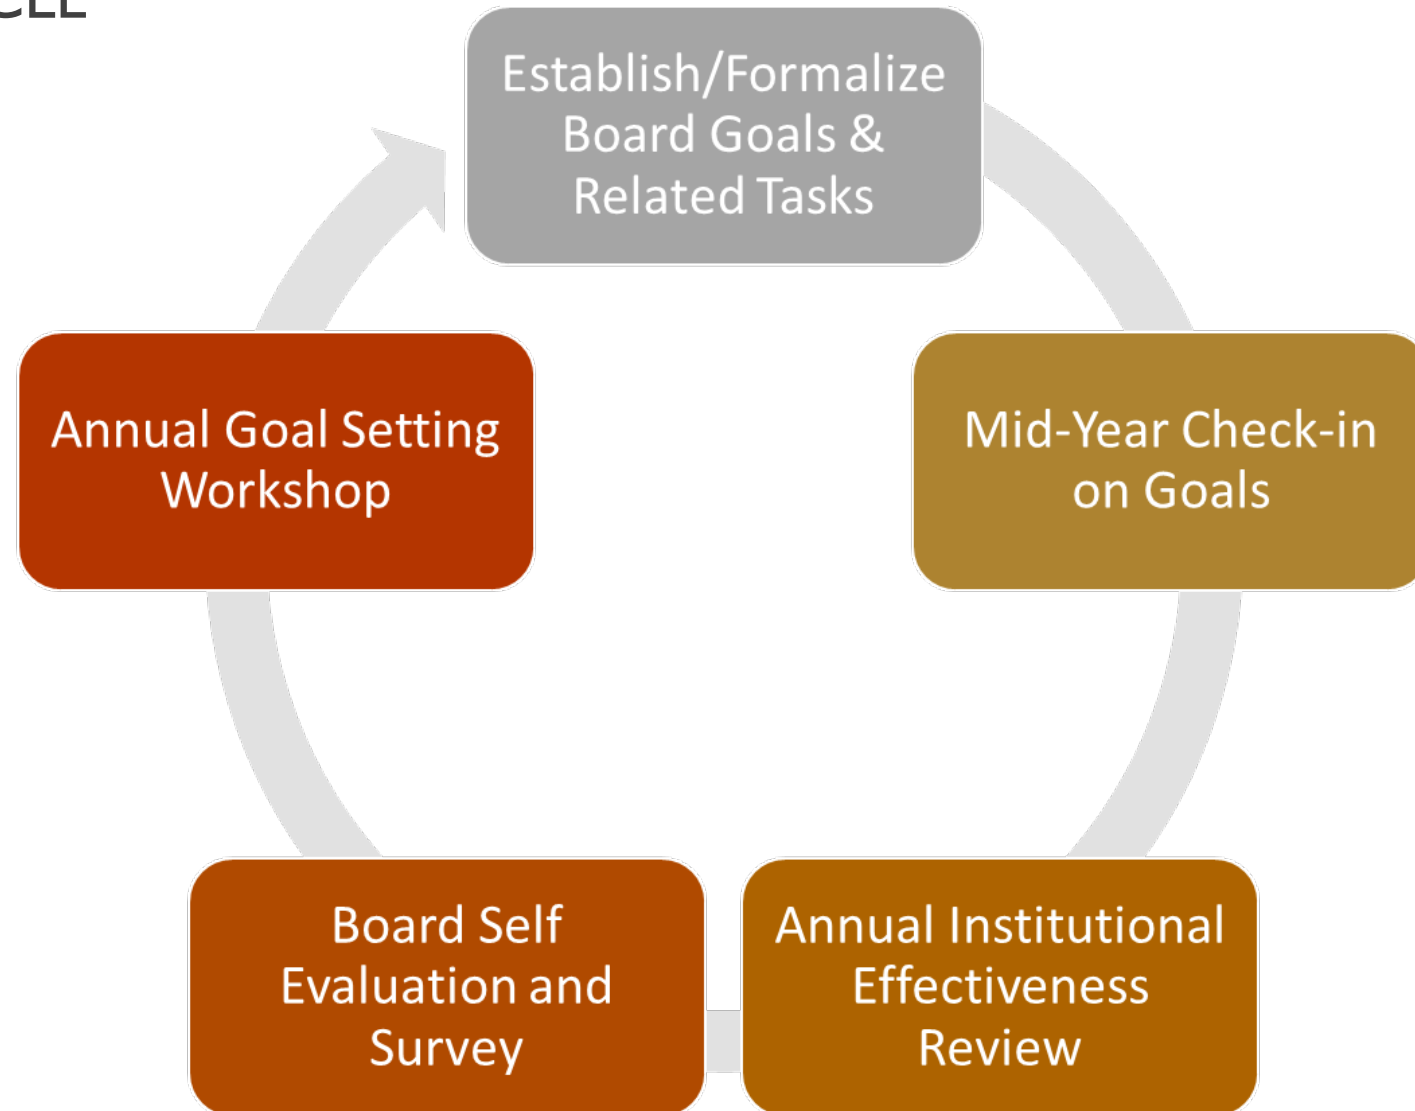 Establish/Formalize
Board Goals &
Related Tasks
Mid-Year Check-in
on Goals
Annual Institutional
Effectiveness
Review
Board Self
Evaluation and
Survey
Annual Goal Setting
Workshop